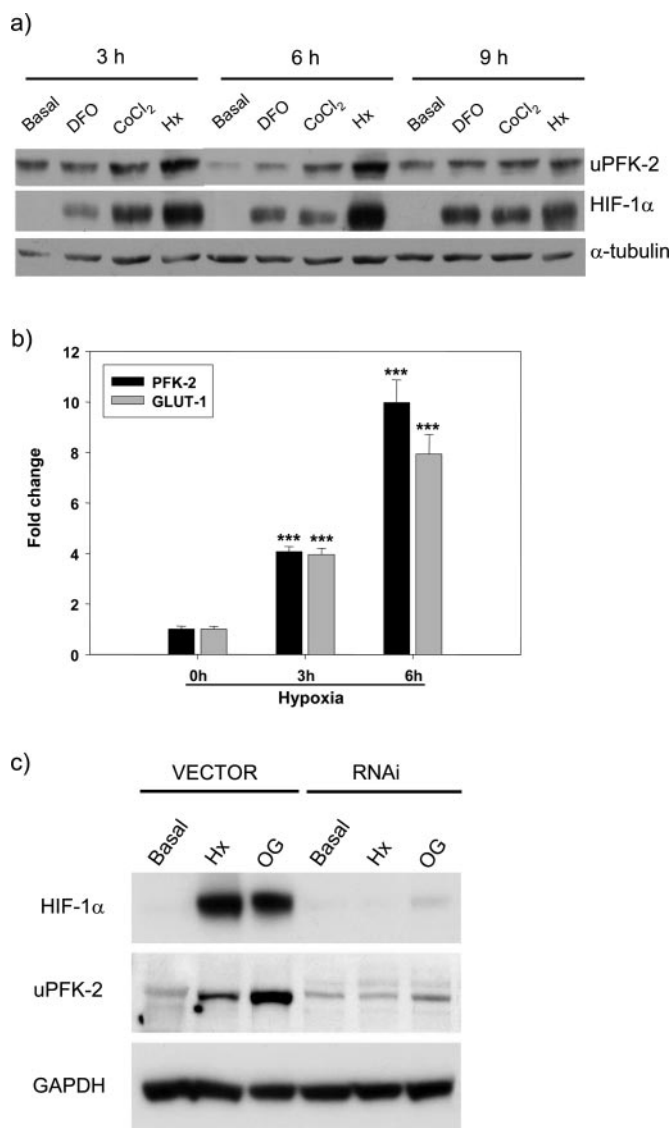 a)
3 h 6 h 9 h
Basal DFO CoCl₂ Hx Basal DFO CoCl₂ Hx Basal DFO CoCl₂ Hx
uPFK-2
HIF-1α
α-tubulin
b)
12
10
8
6
4
2
0
Fold change
PFK-2
GLUT-1
*** ***
*** ***
0h 3h 6h
Hypoxia
c)
VECTOR RNAi
Basal Hx OG Basal Hx OG
HIF-1α
uPFK-2
GAPDH